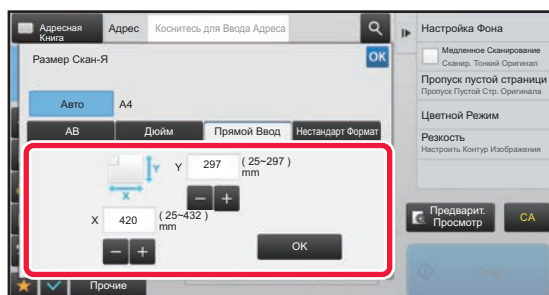 Адресная
Книга
Адрес
Коснитесь для Ввода Адреса
Размер Скан-Я
OK
Авто
A4
AB
Дюйм
Прямой Ввод
Нестандарт Формат
Y
X
Y
297
( 25~297 )
mm
X
420
( 25~432 )
mm
OK
Прочие
Настройка Фона
Медленное Сканирование
Сканир. Тонкий Оригинал
Пропуск пустой страници
Пропуск Пустой Стр. Оригинала
Цветной Режим
Резкость
Настроить Контур Изображения
Предварит.
Просмотр
CA
Старт